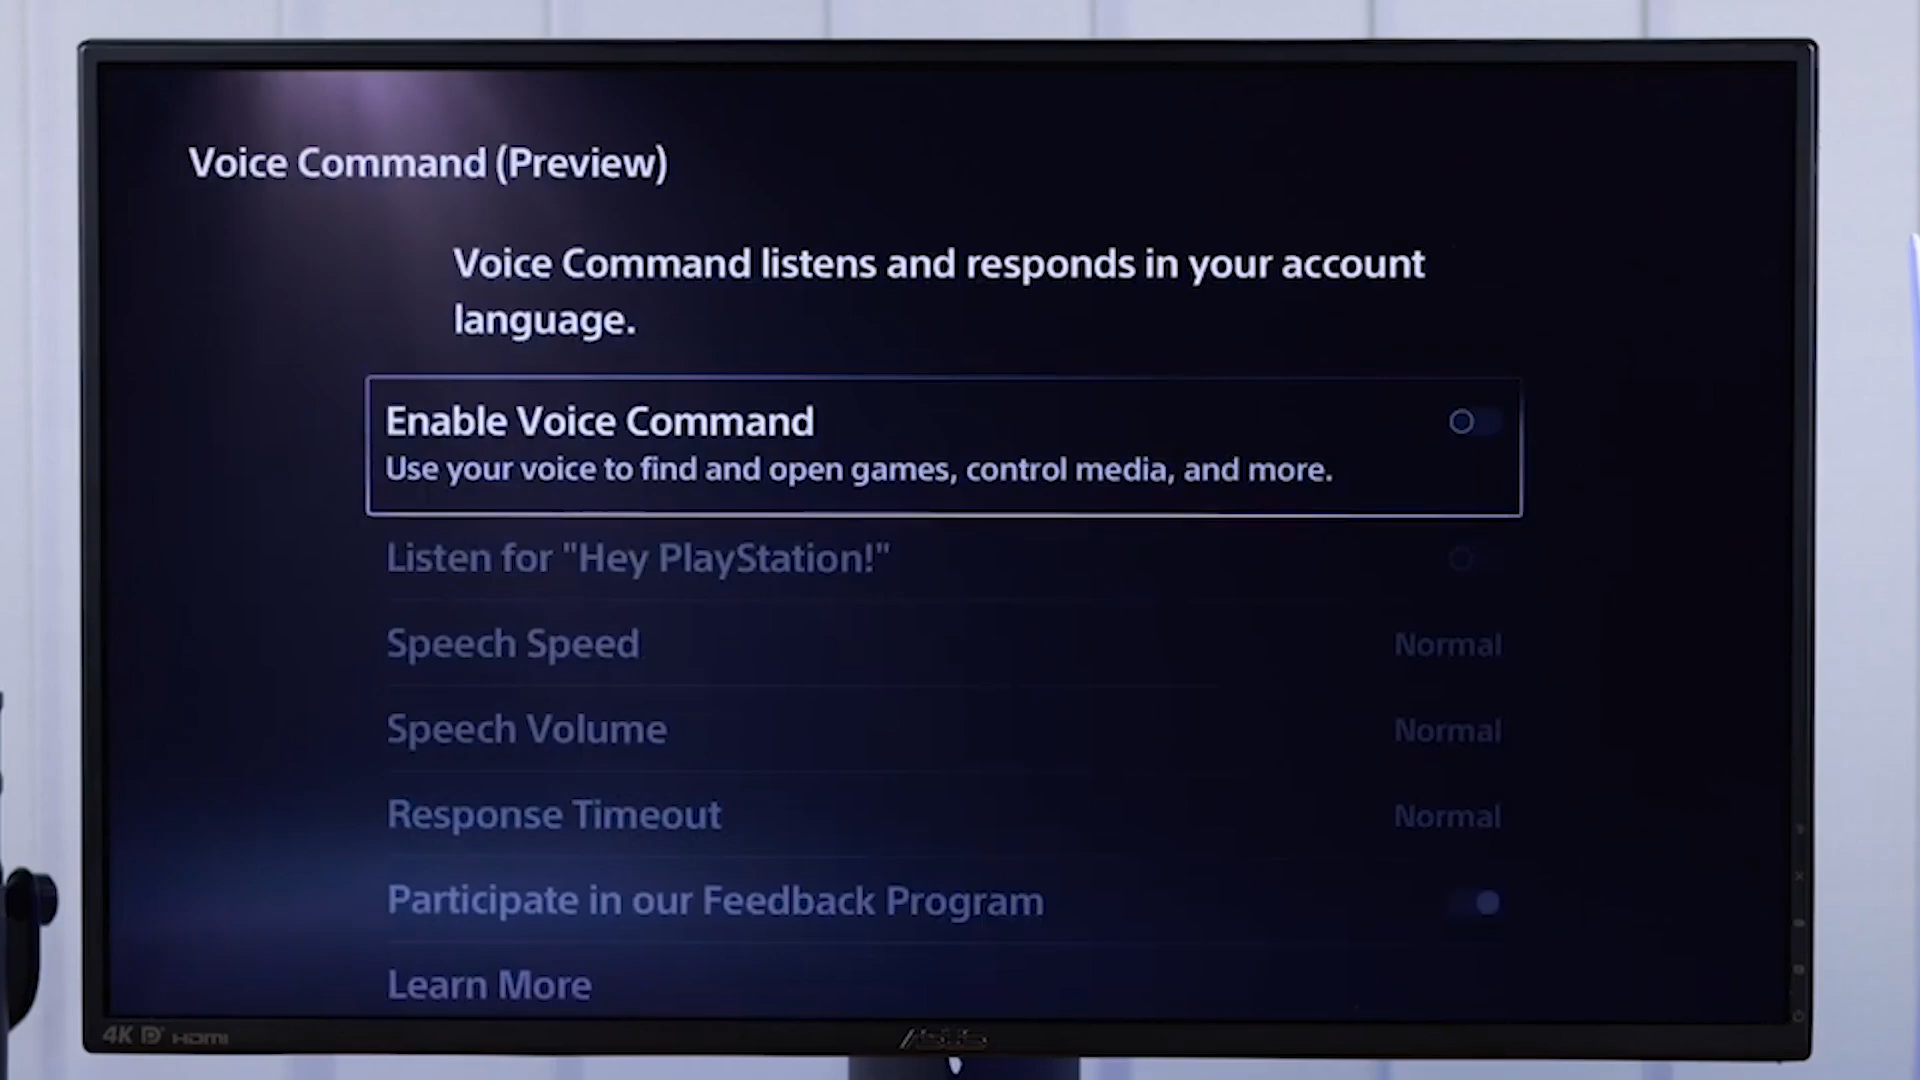 Voice Command (Preview)
Voice Command listens and responds in your account
language.
Enable Voice Command
Use your voice to find and open games, control media, and more.
Listen for "Hey PlayStation!"
Speech Speed Normal
Speech Volume Normal
Response Timeout Normal
Participate in our Feedback Program
Learn More
4K HDMI
ASUS